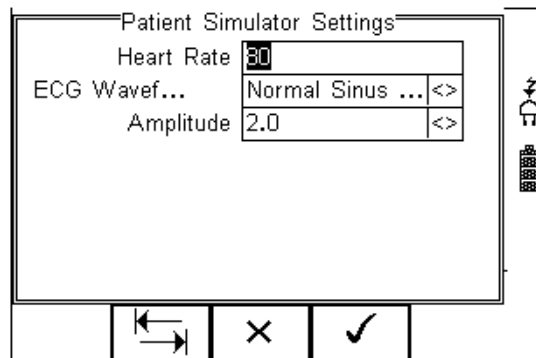 Patient Simulator Settings
Heart Rate 80
ECG Wavef... Normal Sinus ... <>
Amplitude 2.0 <>